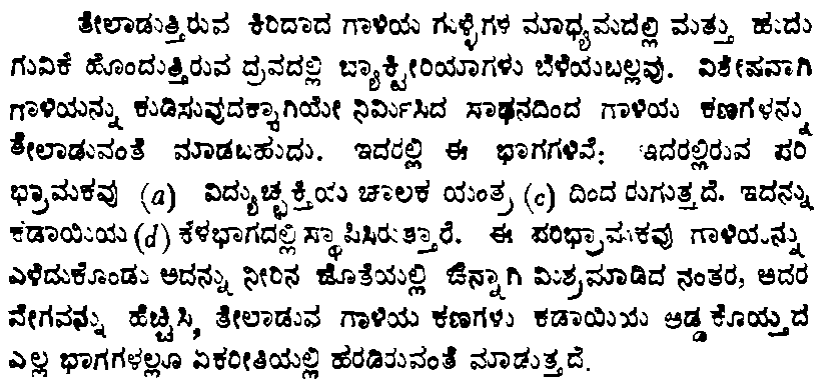 ತೇಲಾಡುತ್ತಿರುವ ಕಿರಿದಾದ ಗಾಳಿಯ ಗುಳ್ಳಿಗಳ ಮಾಧ್ಯಮದಲ್ಲಿ ಮತ್ತು ಹುದು
ಗುವಿಕೆ ಹೊಂದುತ್ತಿರುವ ದ್ರವದಲ್ಲಿ ಬ್ಯಾಕ್ಟೀರಿಯಾಗಳು ಬೆಳೆಯಬಲ್ಲವು. ವಿಶೇಷವಾಗಿ
ಗಾಳಿಯನ್ನು ಕುಡಿಸುವುದಕ್ಕಾಗಿಯೇ ನಿರ್ಮಿಸಿದ ಸಾಧನದಿಂದ ಗಾಳಿಯ ಕಣಗಳನ್ನು
ತೇಲಾಡುವಂತೆ ಮಾಡಬಹುದು. ಇದರಲ್ಲಿ ಈ ಭಾಗಗಳಿವೆ: ಇದರಲ್ಲಿರುವ ಪರಿ
ಭ್ರಾಮಕವು (a) ವಿದ್ಯುಚ್ಛಕ್ತಿಯ ಚಾಲಕ ಯಂತ್ರ (c) ದಿಂದ ರುಗುತ್ತದೆ. ಇದನ್ನು
ಕಡಾಯಿಯ (d) ಕೆಳಭಾಗದಲ್ಲಿ ಸ್ಥಾಪಿಸಿರುತ್ತಾರೆ. ಈ ಪರಿಭ್ರಾಮಕವು ಗಾಳಿಯನ್ನು
ಎಳೆದುಕೊಂಡು ಅದನ್ನು ನೀರಿನ ಜೊತೆಯಲ್ಲಿ ಚೆನ್ನಾಗಿ ಮಿಶ್ರಮಾಡಿದ ನಂತರ, ಅದರ
ವೇಗವನ್ನು ಹೆಚ್ಚಿಸಿ, ತೇಲಾಡುವ ಗಾಳಿಯ ಕಣಗಳು ಕಡಾಯಿಯ ಅಡ್ಡ ಕೊಯ್ತದ
ಎಲ್ಲ ಭಾಗಗಳಲ್ಲೂ ಏಕರೀತಿಯಲ್ಲಿ ಹರಡಿರುವಂತೆ ಮಾಡುತ್ತದೆ.